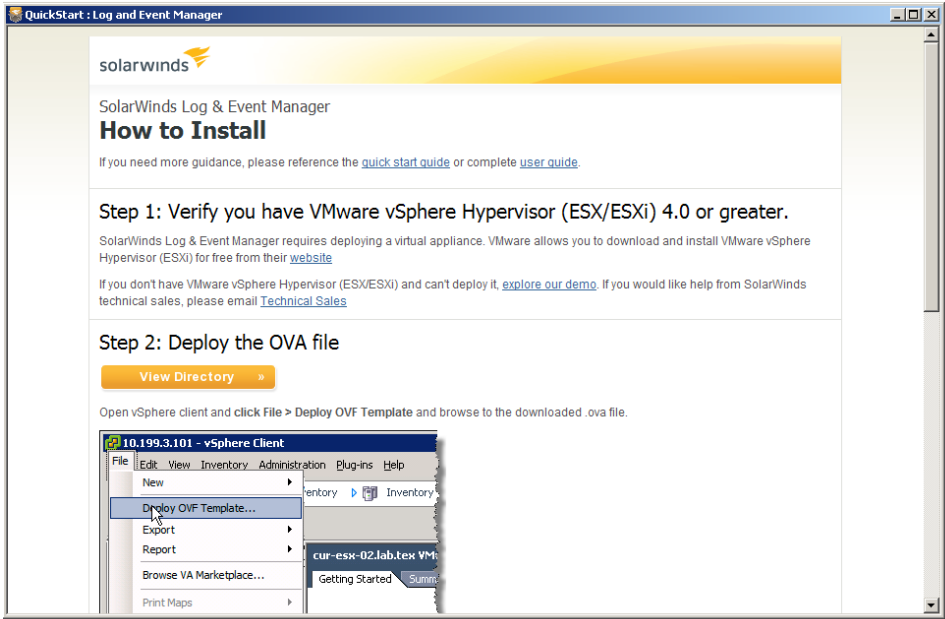 QuickStart : Log and Event Manager
solarwinds
SolarWinds Log & Event Manager
How to Install
If you need more guidance, please reference the quick start guide or complete user guide.
Step 1: Verify you have VMware vSphere Hypervisor (ESX/ESXi) 4.0 or greater.
SolarWinds Log & Event Manager requires deploying a virtual appliance. VMware allows you to download and install VMware vSphere
Hypervisor (ESXi) for free from their website
If you don't have VMware vSphere Hypervisor (ESX/ESXi) and can't deploy it, explore our demo. If you would like help from SolarWinds
technical sales, please email Technical Sales
Step 2: Deploy the OVA file
View Directory »
Open vSphere client and click File > Deploy OVF Template and browse to the downloaded .ova file.
10.199.3.101 - vSphere Client
File Edit View Inventory Administration Plug-ins Help
New
entory Inventory
Deploy OVF Template...
Export
Report
cur-esx-02.lab.tex VM
Browse VA Marketplace...
Getting Started Summ
Print Maps